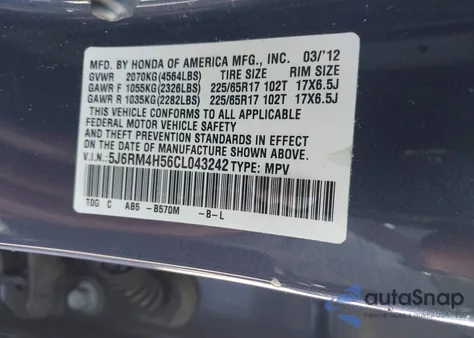 MFD. BY HONDA OF AMERICA MFG., INC. 03/'12
GVWR 2070KG(4564LBS) TIRE SIZE RIM SIZE
GAWR F 1055KG(2326LBS) 225/65R17 102T 17X6.5J
GAWR R 1035KG(2282LBS) 225/65R17 102T 17X6.5J
THIS VEHICLE CONFORMS TO ALL APPLICABLE
FEDERAL MOTOR VEHICLE SAFETY, BUMPER, AND
THEFT PREVENTION STANDARDS IN EFFECT ON THE
DATE OF MANUFACTURE SHOWN ABOVE.
V.I.N: 5J6RM4H56CL043242 TYPE: MPV
TDG C AB5 -B570M -B-L
autoSnap